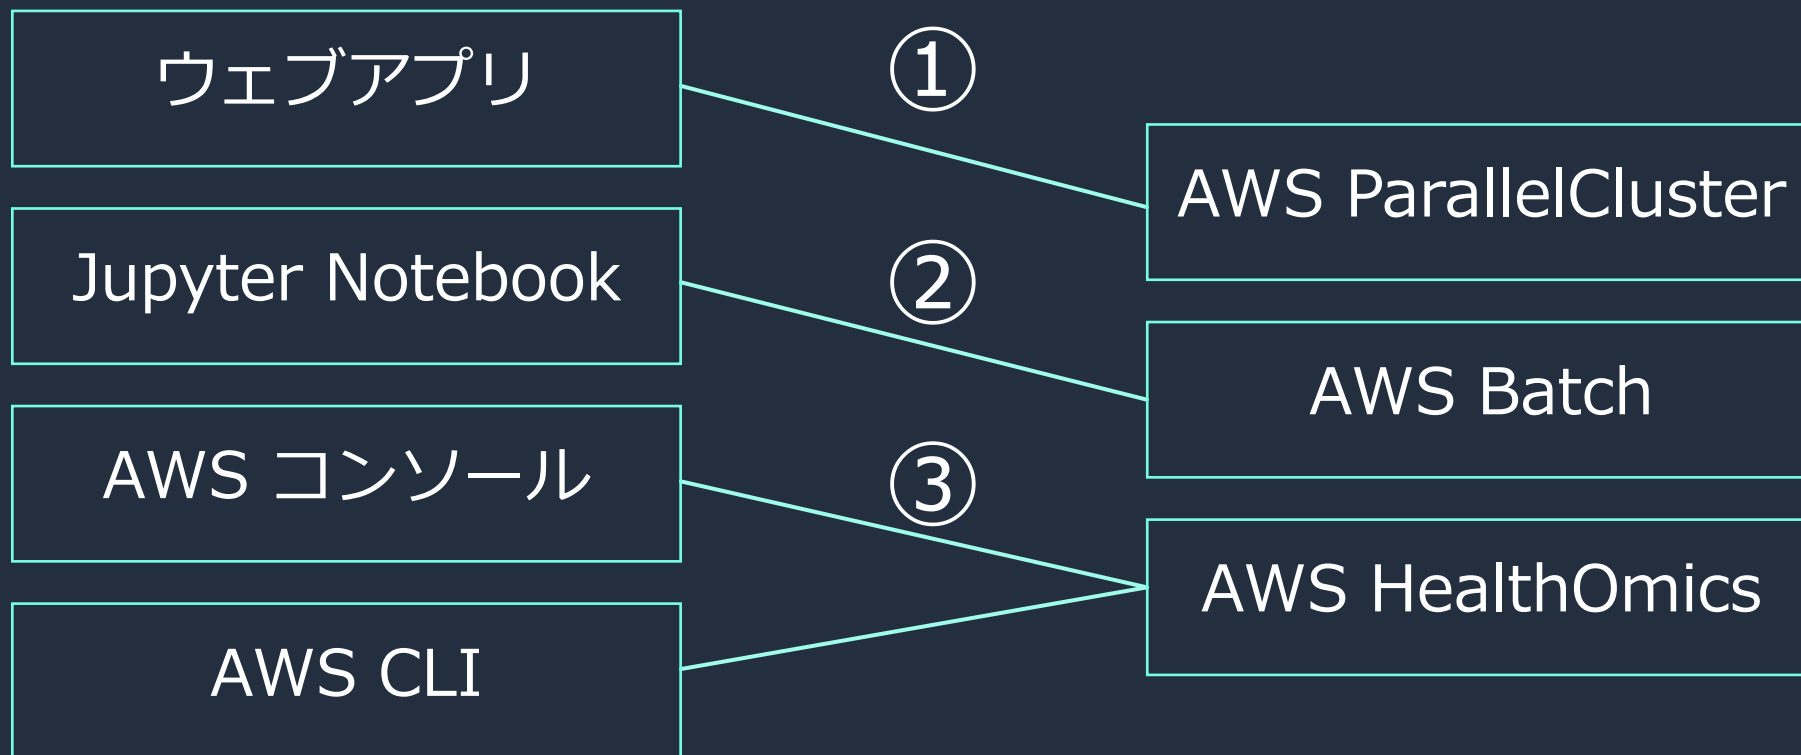 ウェブアプリ
Jupyter Notebook
AWS コンソール
AWS CLI
①
②
③
AWS ParallelCluster
AWS Batch
AWS HealthOmics